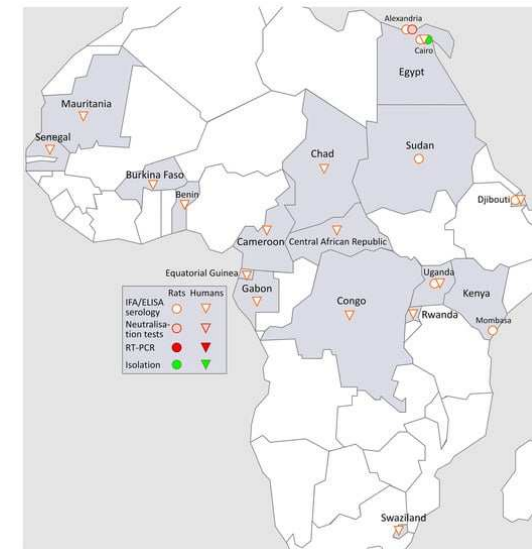 Alexandria
Cairo
Egypt
Mauritania
Senegal
Chad
Sudan
Burkina Faso
Benin
Djibouti
Cameroon
Central African Republic
Equatorial Guinea
Uganda
Gabon
Congo
Kenya
Rwanda
Mombasa
Rats Humans
IFA/ELISA
serology
Neutralisa-
tion tests
RT-PCR
Isolation
Swaziland